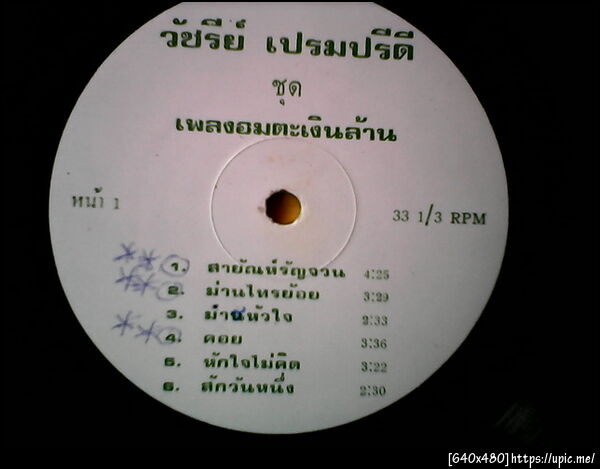 วัชรีย์ เปรมปรีดี
ชุด
เพลงอมตะเงินล้าน
หน้า 1
33 1/3 RPM
**1. สายัณห์รัญจวน 4:25
**2. ม่านไทรย้อย 3:29
3. ม่านหัวใจ 2:33
**4. คอย 3:36
5. หักใจไม่คิด 3:22
6. สักวันหนึ่ง 2:30
[640x480]https://upic.me/